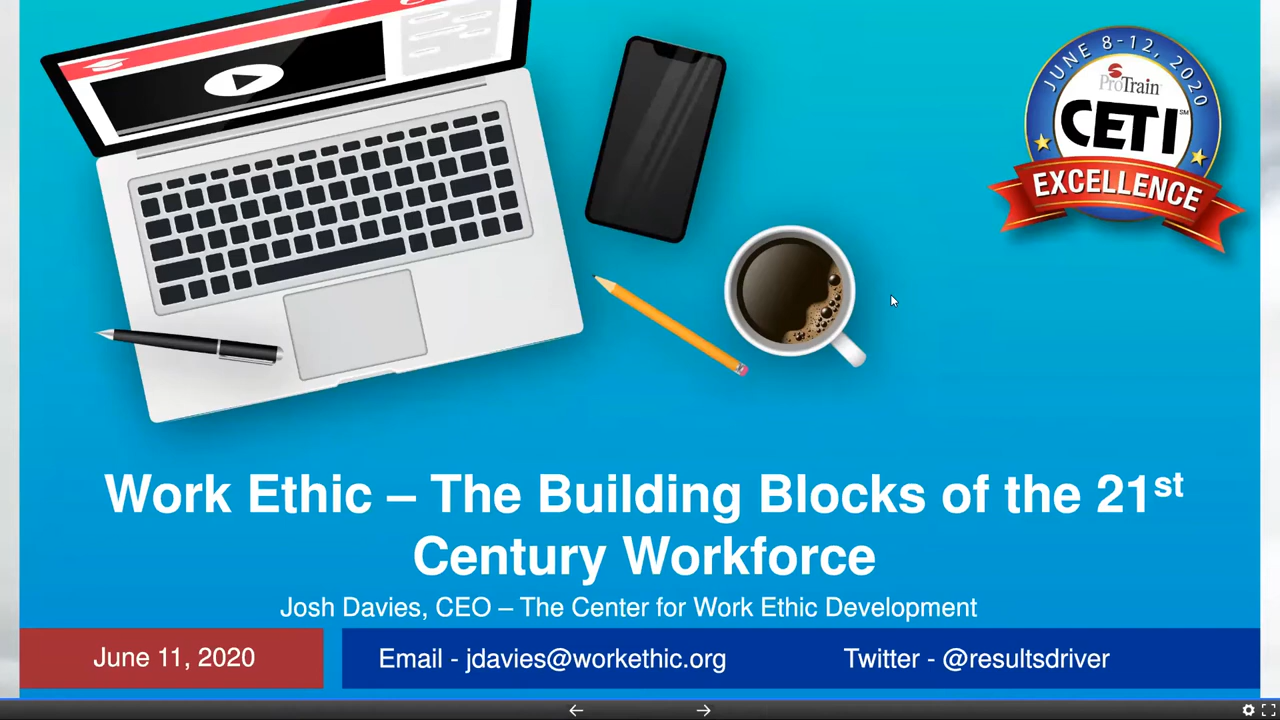 JUNE 8-12, 2020
ProTrain
CETI SM
EXCELLENCE
Work Ethic – The Building Blocks of the 21st
Century Workforce
Josh Davies, CEO – The Center for Work Ethic Development
June 11, 2020
Email - jdavies@workethic.org
Twitter - @resultsdriver